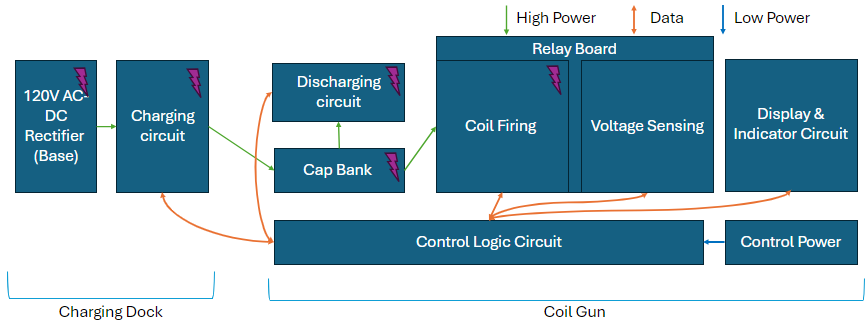 High Power
Data
Low Power
Relay Board
120V AC-
DC
Rectifier
(Base)
Charging
circuit
Discharging
circuit
Cap Bank
Coil Firing
Voltage Sensing
Display &
Indicator Circuit
Control Logic Circuit
Control Power
Charging Dock
Coil Gun